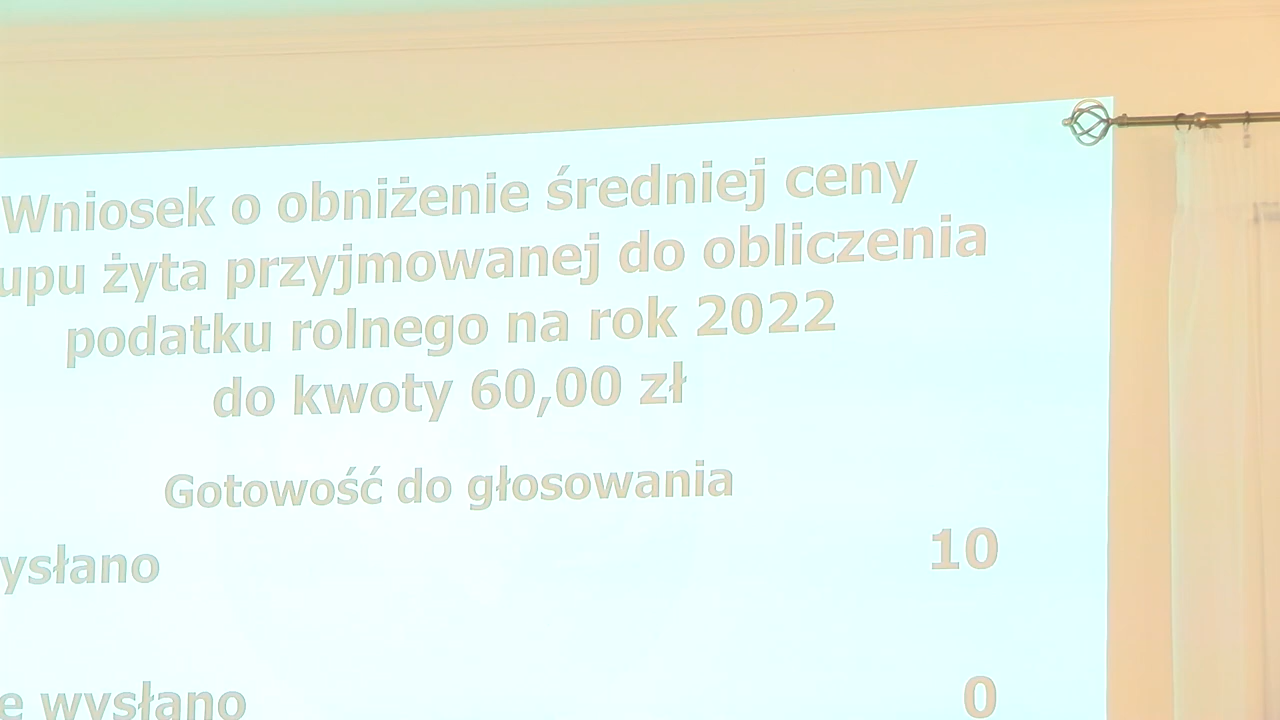 Wniosek o obniżenie średniej ceny
upu żyta przyjmowanej do obliczenia
podatku rolnego na rok 2022
do kwoty 60,00 zł
Gotowość do głosowania
ysłano 10
e wysłano 0